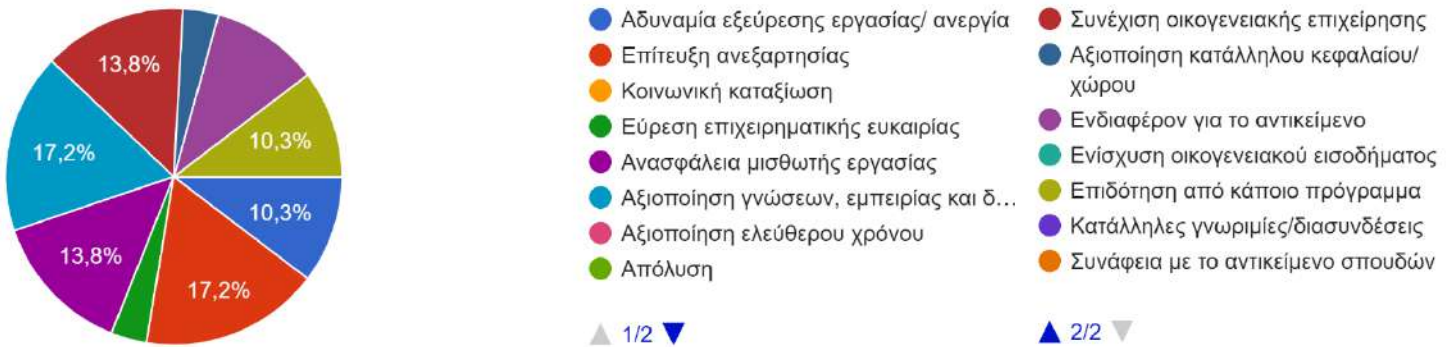 13,8%
10,3%
17,2%
10,3%
13,8%
17,2%
Αδυναμία εξεύρεσης εργασίας/ ανεργία
Επίτευξη ανεξαρτησίας
Κοινωνική καταξίωση
Εύρεση επιχειρηματικής ευκαιρίας
Ανασφάλεια μισθωτής εργασίας
Αξιοποίηση γνώσεων, εμπειρίας και δ…
Αξιοποίηση ελεύθερου χρόνου
Απόλυση
1/2
Συνέχιση οικογενειακής επιχείρησης
Αξιοποίηση κατάλληλου κεφαλαίου/
χώρου
Ενδιαφέρον για το αντικείμενο
Ενίσχυση οικογενειακού εισοδήματος
Επιδότηση από κάποιο πρόγραμμα
Κατάλληλες γνωριμίες/διασυνδέσεις
Συνάφεια με το αντικείμενο σπουδών
2/2